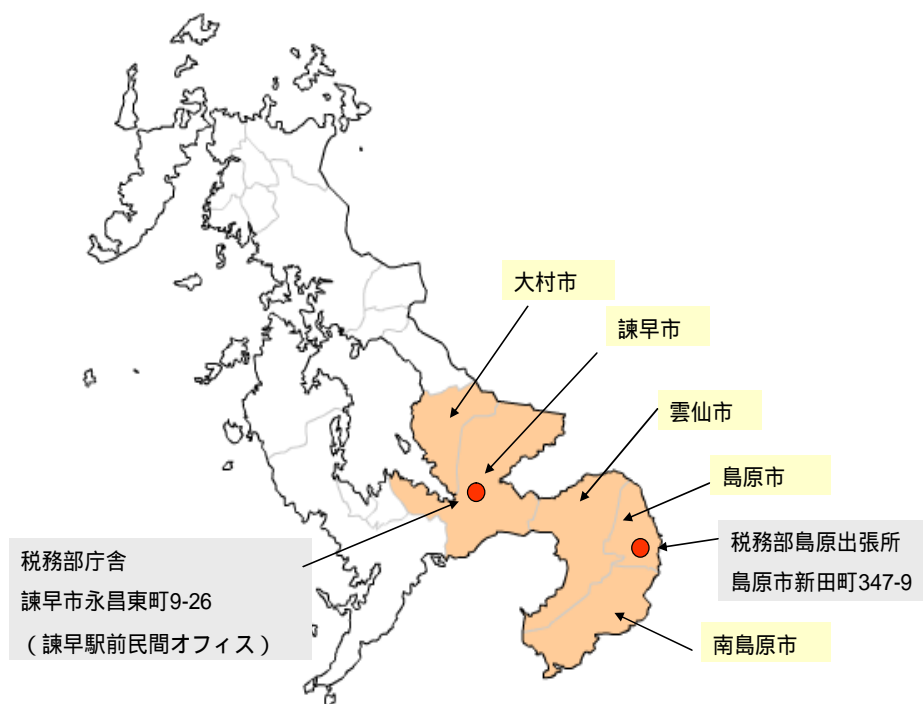 大村市
諫早市
雲仙市
島原市
税務部島原出張所
島原市新田町347-9
税務部庁舎
諫早市永昌東町9-26
（諫早駅前民間オフィス）
南島原市